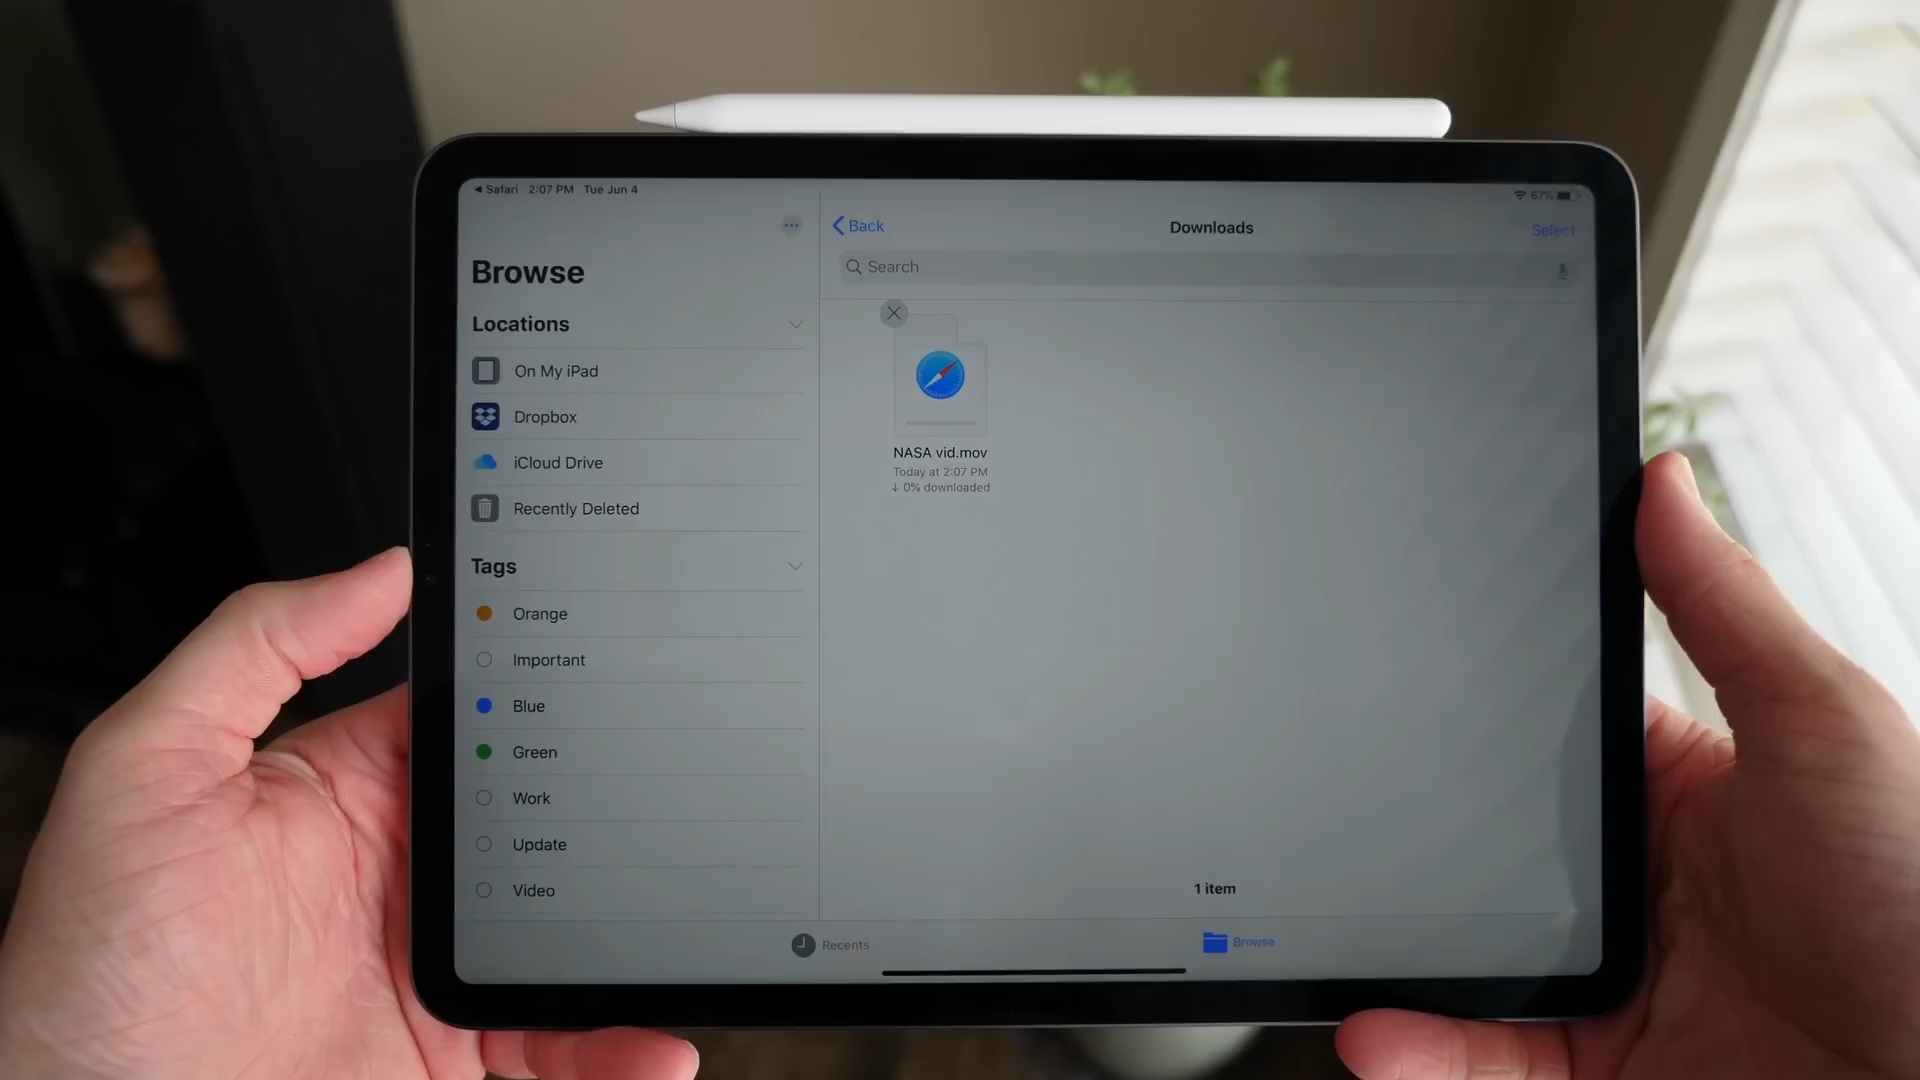 Safari 2:07 PM Tue Jun 4
67%
Browse
Locations
On My iPad
Dropbox
iCloud Drive
Recently Deleted
Tags
Orange
Important
Blue
Green
Work
Update
Video
Back
Downloads
Select
Search
NASA vid.mov
Today at 2:07 PM
↓ 0% downloaded
1 item
Recents
Browse